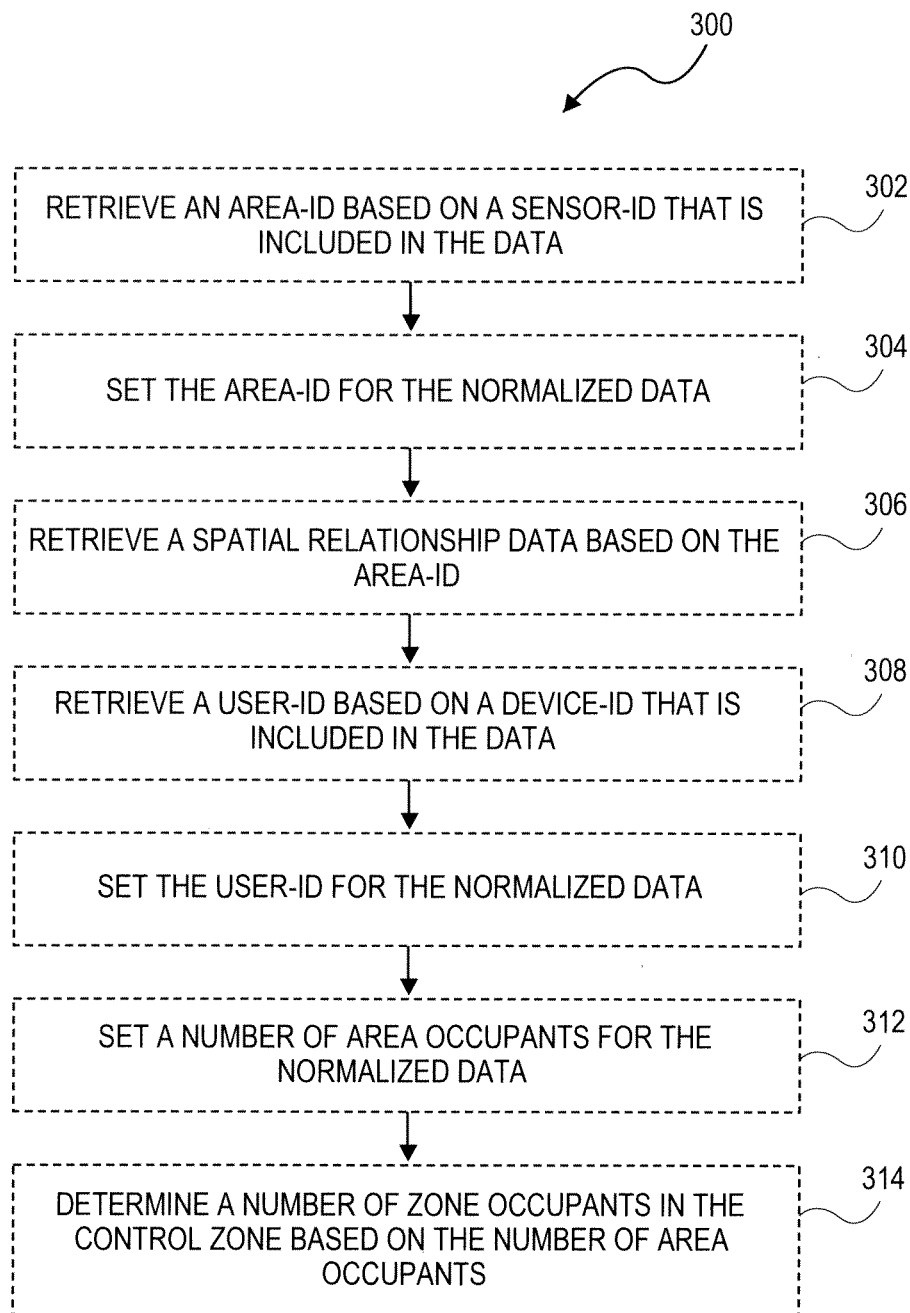 300
RETRIEVE AN AREA-ID BASED ON A SENSOR-ID THAT IS
INCLUDED IN THE DATA
302
SET THE AREA-ID FOR THE NORMALIZED DATA
304
RETRIEVE A SPATIAL RELATIONSHIP DATA BASED ON THE
AREA-ID
306
RETRIEVE A USER-ID BASED ON A DEVICE-ID THAT IS
INCLUDED IN THE DATA
308
SET THE USER-ID FOR THE NORMALIZED DATA
310
SET A NUMBER OF AREA OCCUPANTS FOR THE
NORMALIZED DATA
312
DETERMINE A NUMBER OF ZONE OCCUPANTS IN THE
CONTROL ZONE BASED ON THE NUMBER OF AREA
OCCUPANTS
314